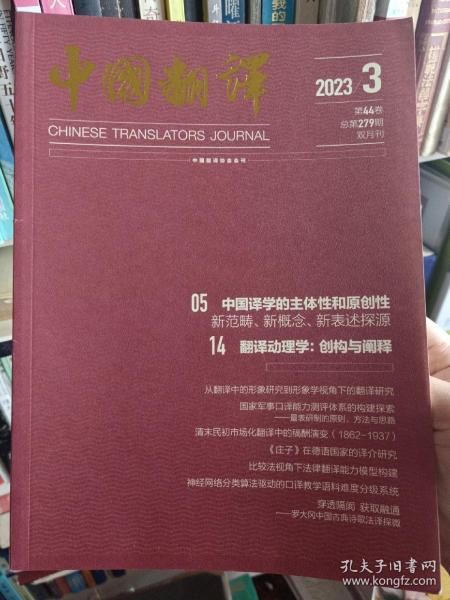 中國翻譯
2023/3
第44卷
总第279期
双月刊
CHINESE TRANSLATORS JOURNAL
中国翻译协会会刊
05 中国译学的主体性和原创性
新范畴、新概念、新表述探源
14 翻译动理学：创构与阐释
从翻译中的形象研究到形象学视角下的翻译研究
国家军事口译能力测评体系的构建探索
——量表研制的原则、方法与思路
清末民初市场化翻译中的稿酬演变（1862-1937）
《庄子》在德语国家的译介研究
比较法视角下法律翻译能力模型构建
神经网络分类算法驱动的口译教学语料难度分级系统
穿透隔阂 获取融通
——罗大冈中国古典诗歌法译探微
孔夫子旧书网
www.kongfz.com